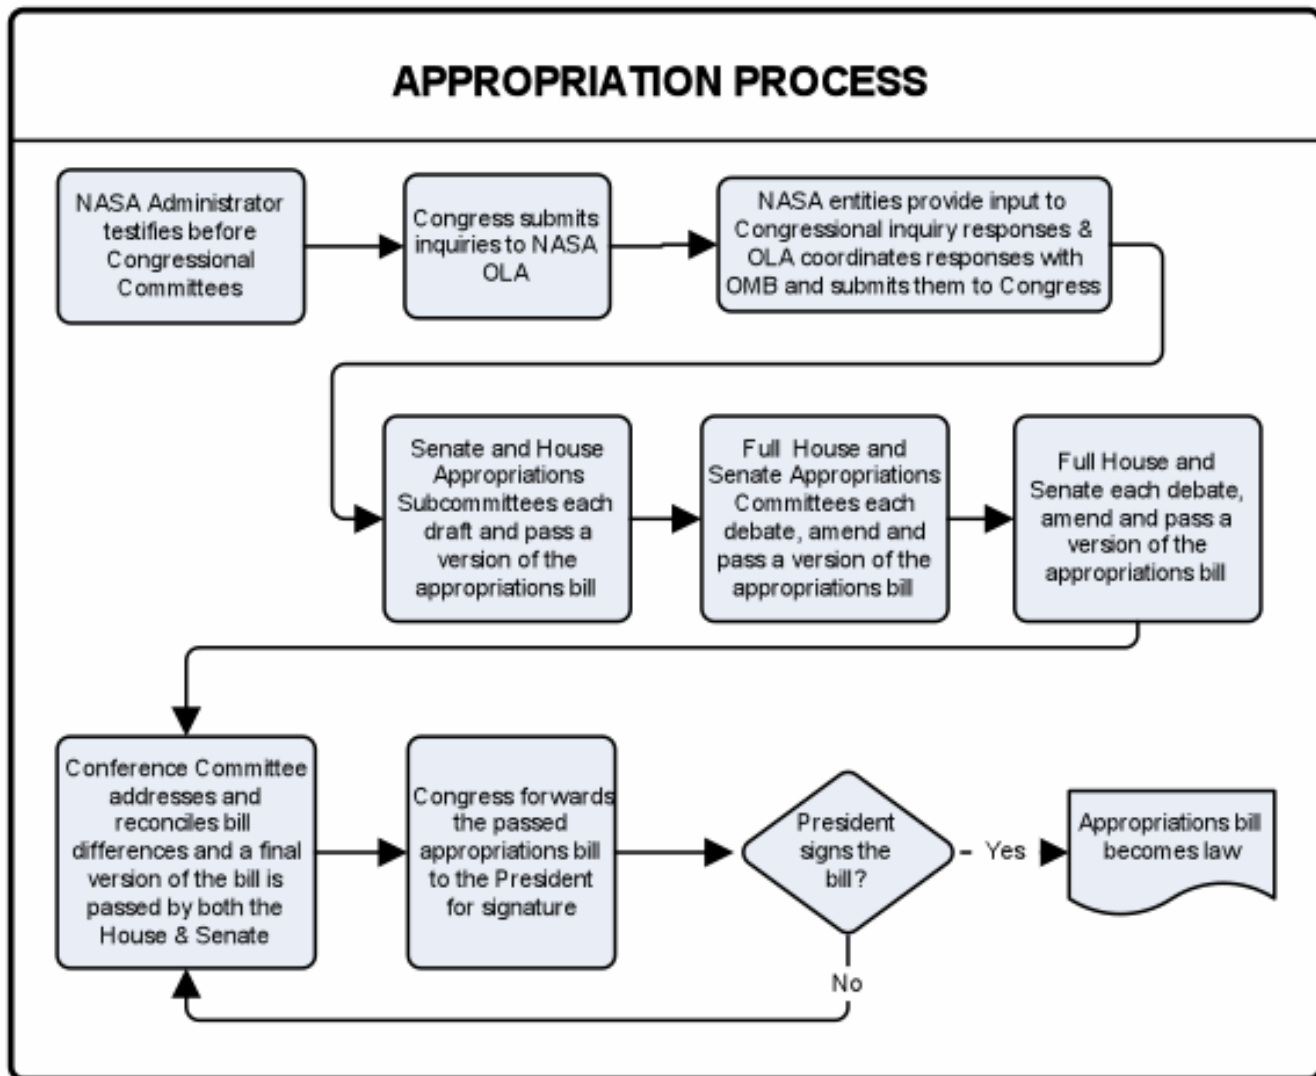 APPROPRIATION PROCESS
NASA Administrator
testifies before
Congressional
Committees
Congress submits
inquiries to NASA
OLA
NASA entities provide input to
Congressional inquiry responses &
OLA coordinates responses with
OMB and submits them to Congress
Senate and House
Appropriations
Subcommittees each
draft and pass a
version of the
appropriations bill
Full House and
Senate Appropriations
Committees each
debate, amend and
pass a version of the
appropriations bill
Full House and
Senate each debate,
amend and pass a
version of the
appropriations bill
Conference Committee
addresses and
reconciles bill
differences and a final
version of the bill is
passed by both the
House & Senate
Congress forwards
the passed
appropriations bill
to the President
for signature
President
signs the
bill?
Yes
Appropriations bill
becomes law
No